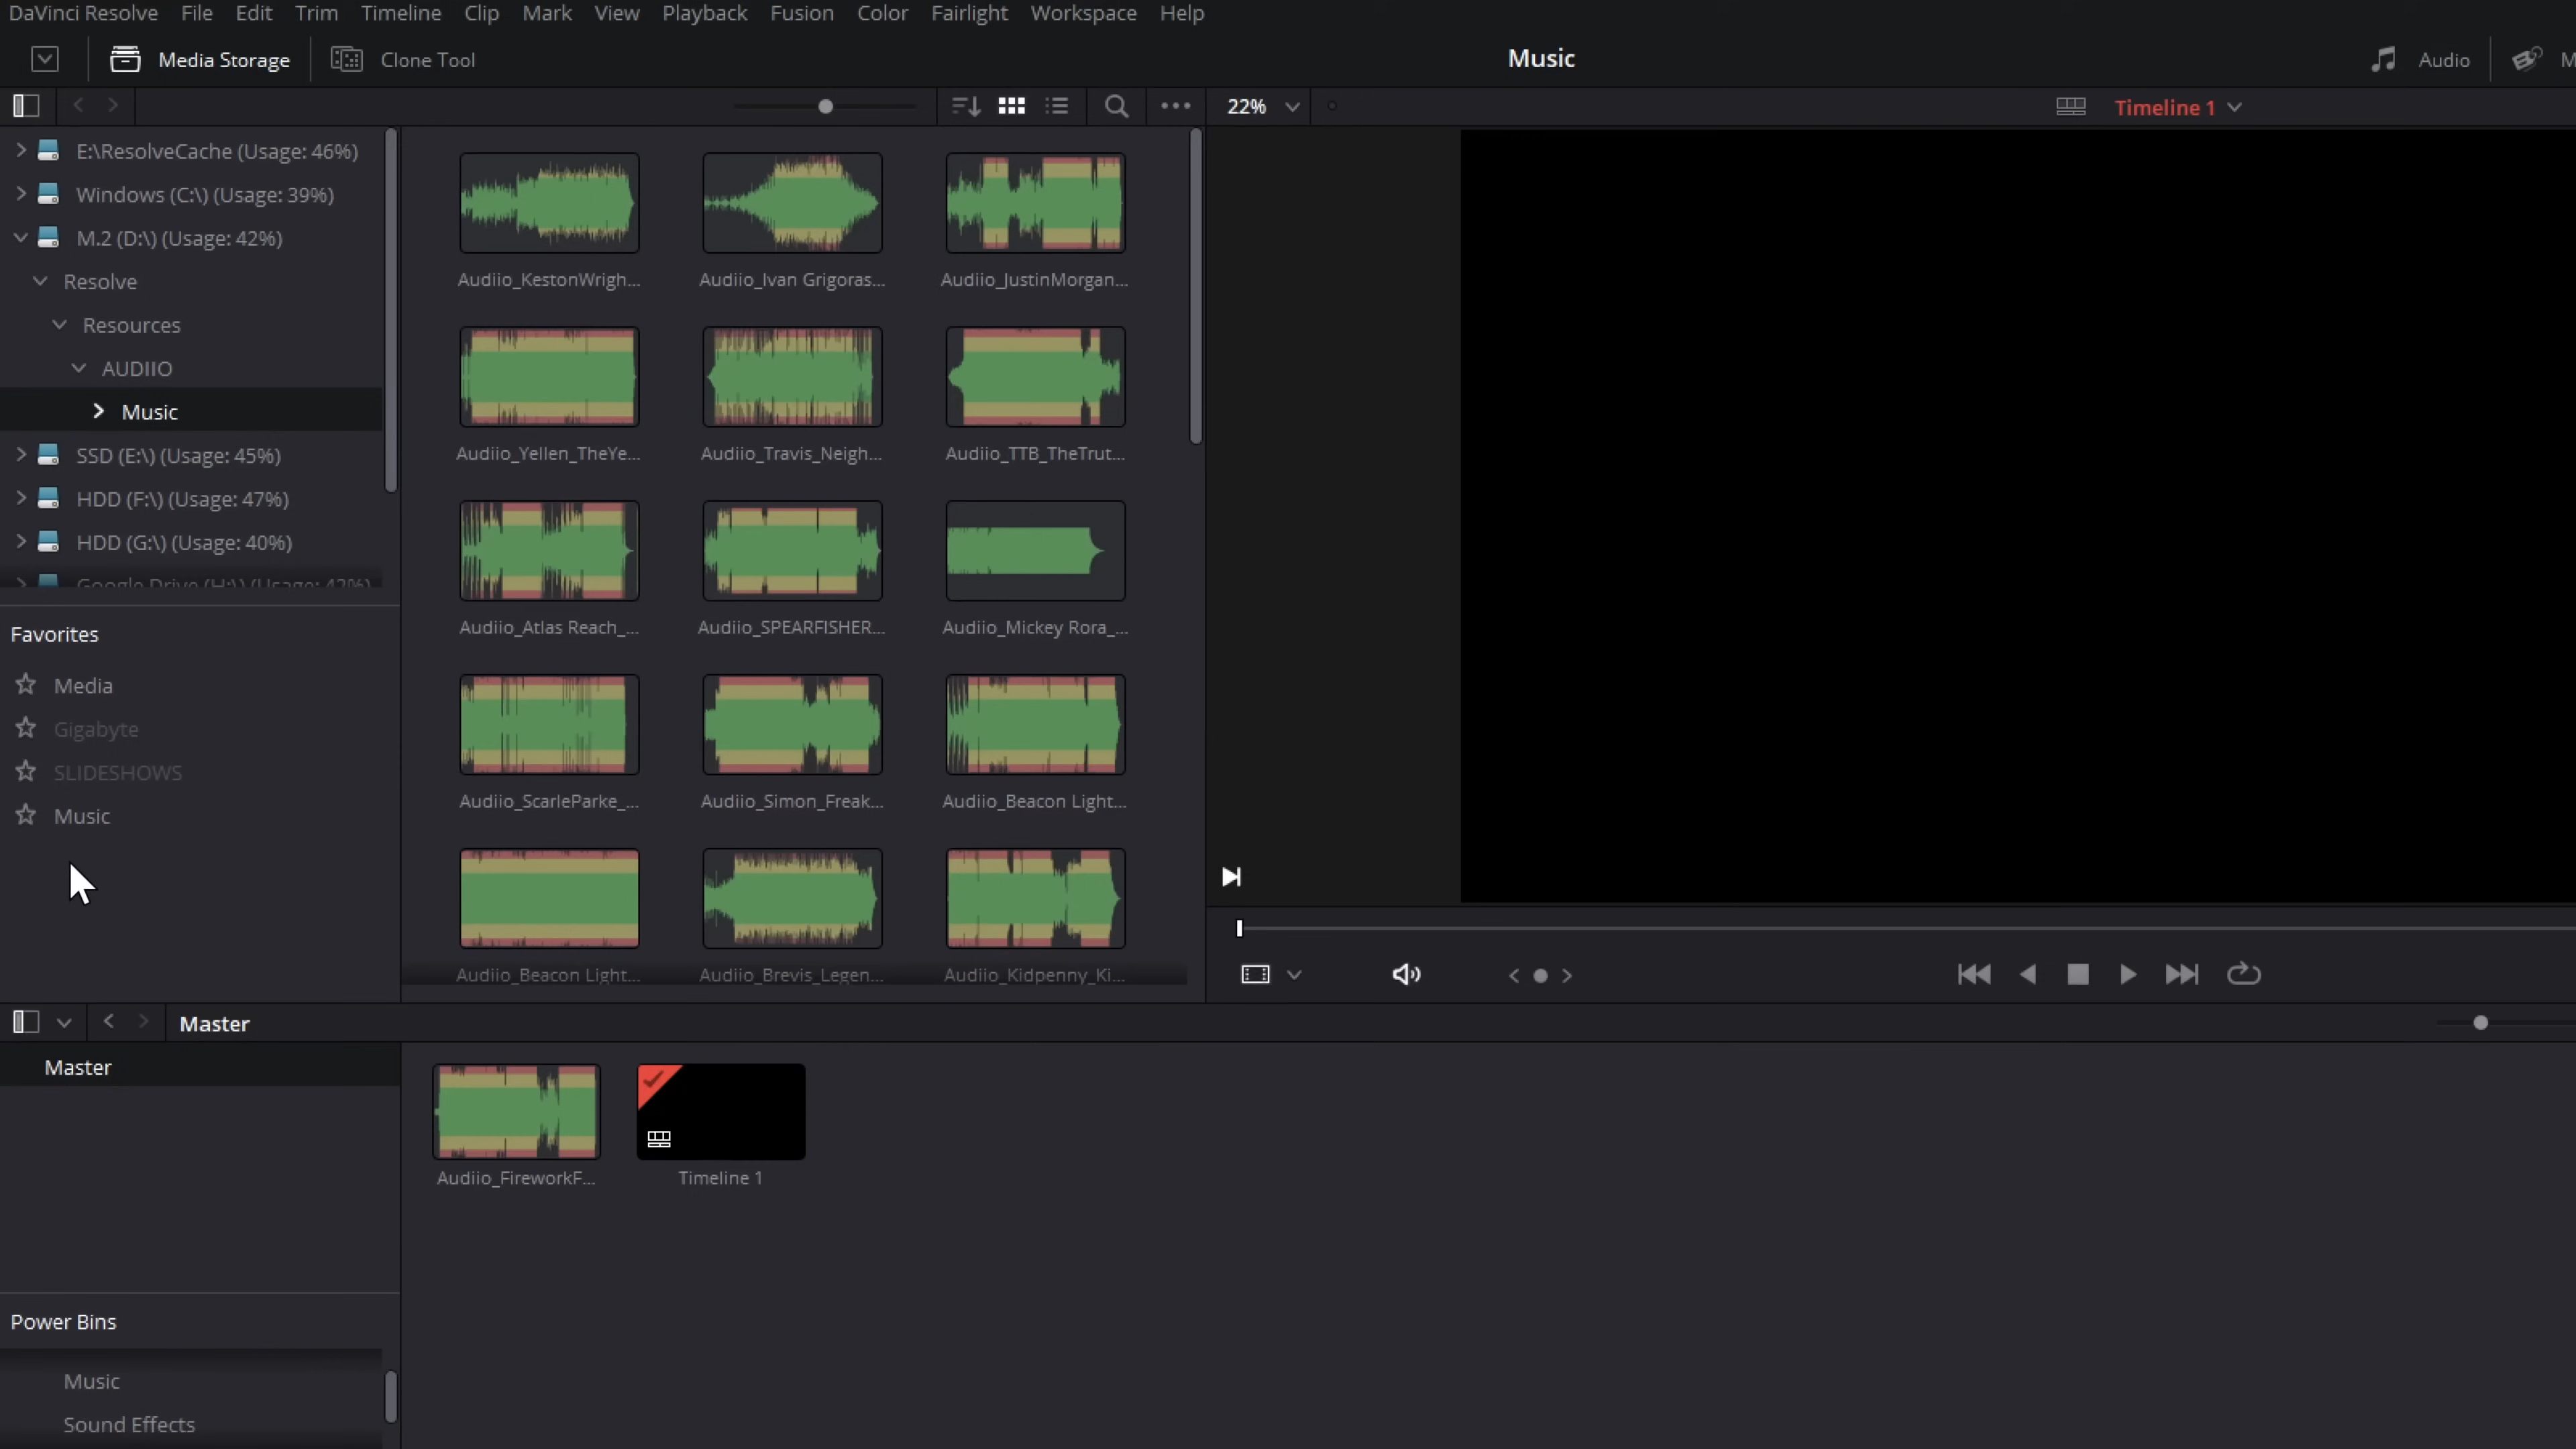 DaVinci Resolve File Edit Trim Timeline Clip Mark View Playback Fusion Color Fairlight Workspace Help
Media Storage Clone Tool Music Audio M
22% Timeline 1
E:\ResolveCache (Usage: 46%)
Windows (C:\) (Usage: 39%)
M.2 (D:\) (Usage: 42%)
Resolve
Resources
AUDIIO
Music
SSD (E:\) (Usage: 45%)
HDD (F:\) (Usage: 47%)
HDD (G:\) (Usage: 40%)
Google Drive (H:\) (Usage: 42%)
Audiio_KestonWrigh... Audiio_Ivan Grigoras... Audiio_JustinMorgan...
Audiio_Yellen_TheYe... Audiio_Travis_Neigh... Audiio_TTB_TheTrut...
Audiio_Atlas Reach_... Audiio_SPEARFISHER... Audiio_Mickey Rora_...
Audiio_ScarleParke_... Audiio_Simon_Freak... Audiio_Beacon Light...
Audiio_Beacon Light... Audiio_Brevis_Legen... Audiio_Kidpenny_Ki...
Favorites
Media
Gigabyte
SLIDESHOWS
Music
Master
Master
Audiio_FireworkF... Timeline 1
Power Bins
Music
Sound Effects